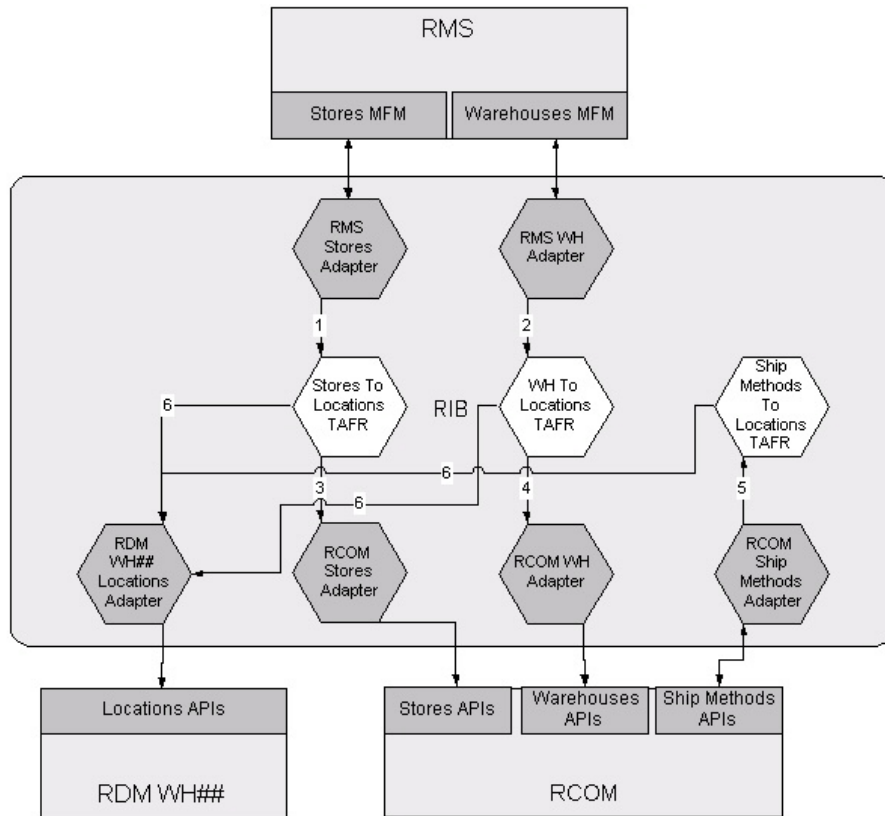 RMS
Stores MFM
Warehouses MFM
RMS
Stores
Adapter
RMS WH
Adapter
1
2
Stores To
Locations
TAFR
RIB
WH To
Locations
TAFR
Ship
Methods
To
Locations
TAFR
6
6
3
6
4
5
RDM
WH##
Locations
Adapter
RCOM
Stores
Adapter
RCOM WH
Adapter
RCOM
Ship
Methods
Adapter
Locations APIs
Stores APIs
Warehouses
APIs
Ship Methods
APIs
RDM WH##
RCOM